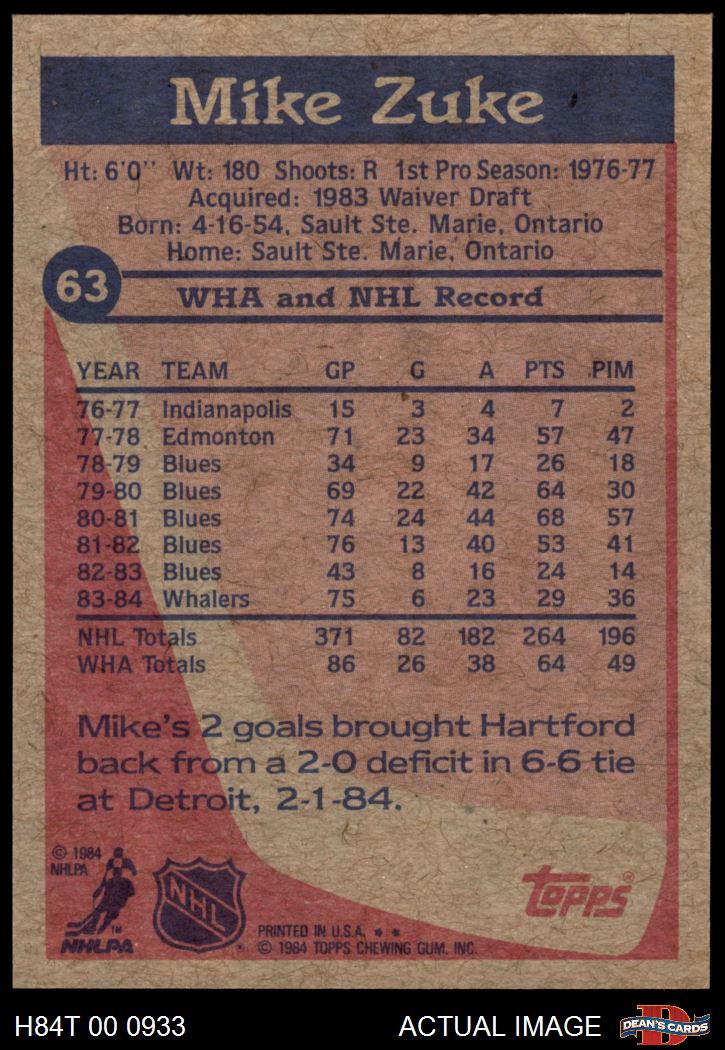 Mike Zuke
Ht: 6'0'' Wt: 180 Shoots: R 1st Pro Season: 1976-77
Acquired: 1983 Waiver Draft
Born: 4-16-54, Sault Ste. Marie, Ontario
Home: Sault Ste. Marie, Ontario
63
WHA and NHL Record
YEAR TEAM GP G A PTS PIM
76-77 Indianapolis 15 3 4 7 2
77-78 Edmonton 71 23 34 57 47
78-79 Blues 34 9 17 26 18
79-80 Blues 69 22 42 64 30
80-81 Blues 74 24 44 68 57
81-82 Blues 76 13 40 53 41
82-83 Blues 43 8 16 24 14
83-84 Whalers 75 6 23 29 36
NHL Totals 371 82 182 264 196
WHA Totals 86 26 38 64 49
Mike's 2 goals brought Hartford
back from a 2-0 deficit in 6-6 tie
at Detroit, 2-1-84.
© 1984
NHLPA
TM
NHLPA
NHL
®
PRINTED IN U.S.A. * *
© 1984 TOPPS CHEWING GUM, INC.
topps®
H84T 00 0933 ACTUAL IMAGE
D
DEAN'S CARDS